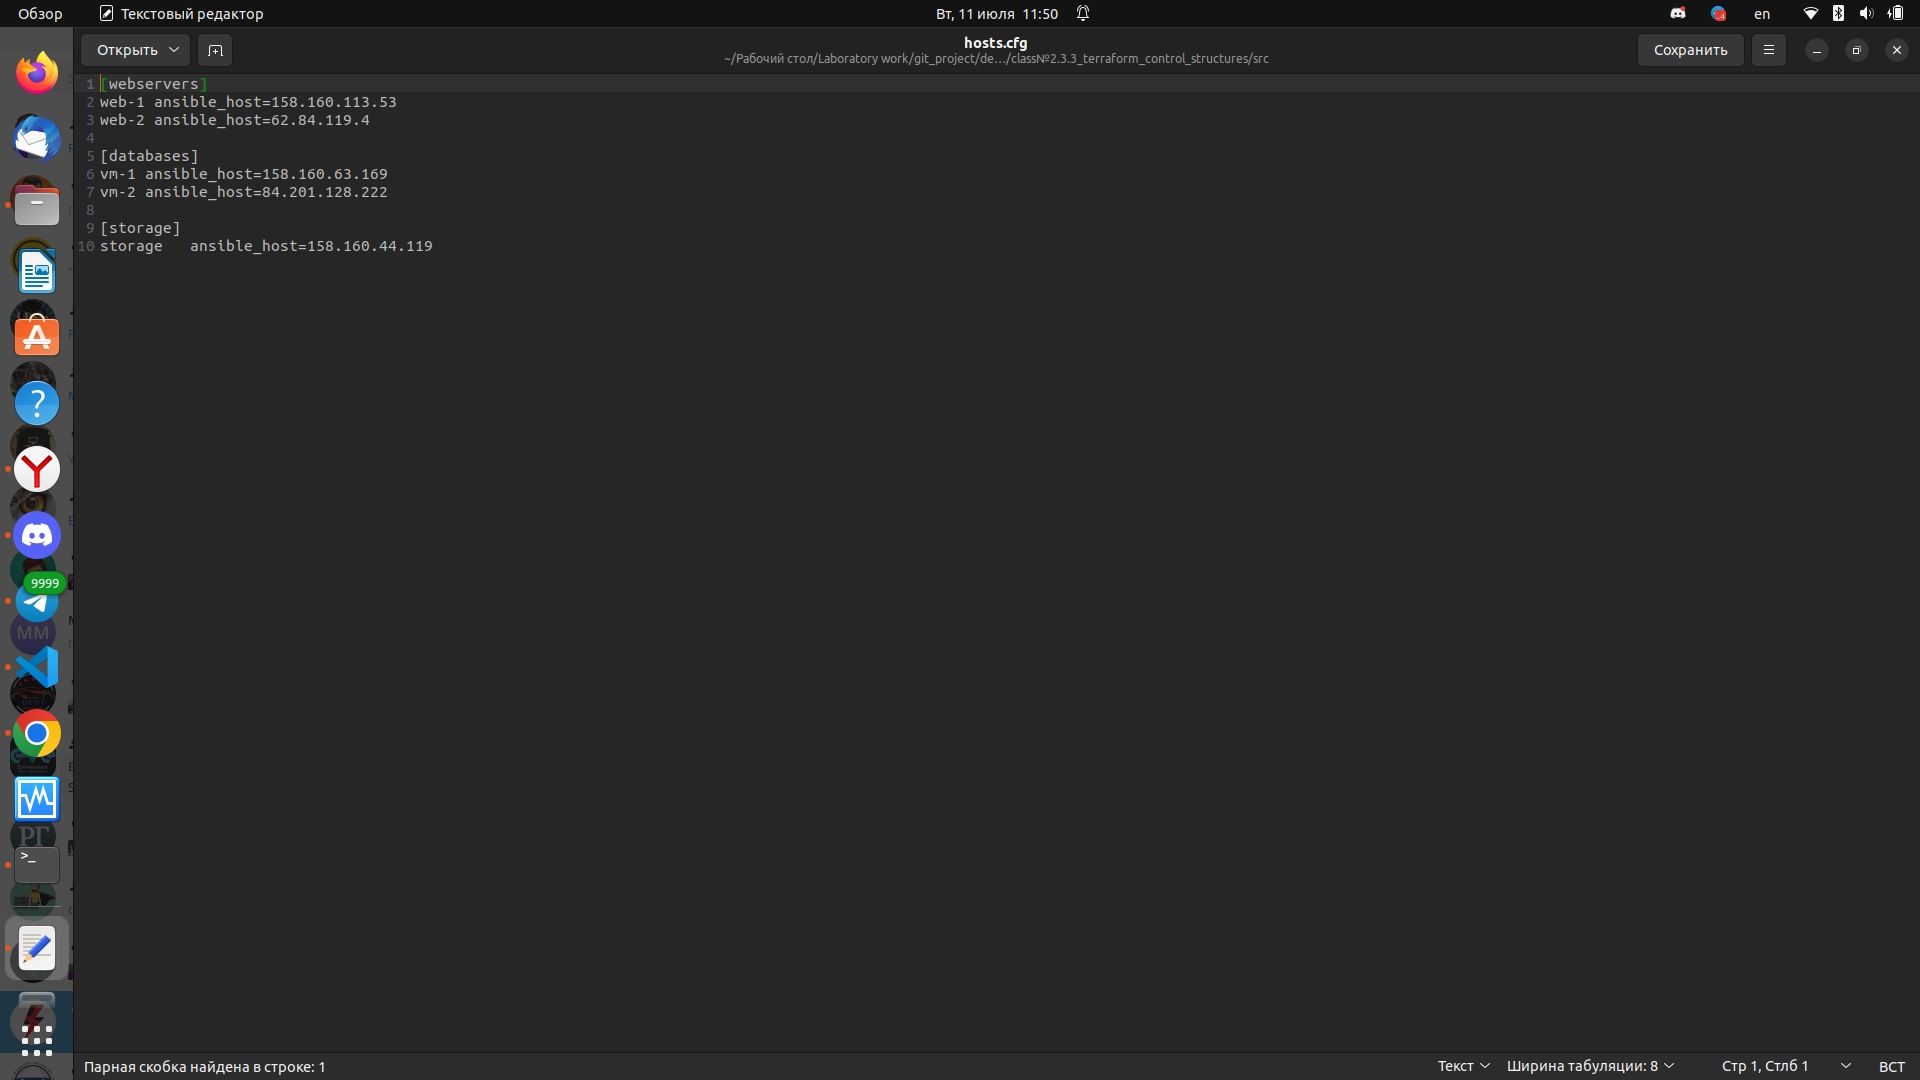 Обзор
Текстовый редактор
Вт, 11 июля 11:50
en
Открыть
hosts.cfg
~/Рабочий стол/Laboratory work/git_project/de.../class№2.3.3_terraform_control_structures/src
Сохранить
1 [webservers]
2 web-1 ansible_host=158.160.113.53
3 web-2 ansible_host=62.84.119.4
4
5 [databases]
6 vm-1 ansible_host=158.160.63.169
7 vm-2 ansible_host=84.201.128.222
8
9 [storage]
10 storage   ansible_host=158.160.44.119
9999
MM
РГ
Парная скобка найдена в строке: 1
Текст
Ширина табуляции: 8
Стр 1, Стлб 1
ВСТ